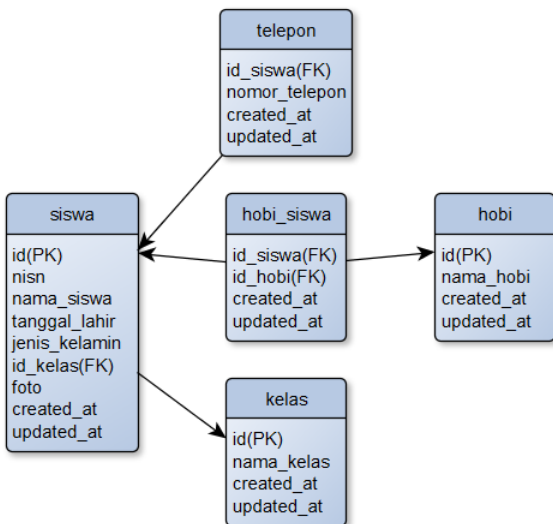 telepon
id_siswa(FK)
nomor_telepon
created_at
updated_at
siswa
id(PK)
nisn
nama_siswa
tanggal_lahir
jenis_kelamin
id_kelas(FK)
foto
created_at
updated_at
hobi_siswa
id_siswa(FK)
id_hobi(FK)
created_at
updated_at
hobi
id(PK)
nama_hobi
created_at
updated_at
kelas
id(PK)
nama_kelas
created_at
updated_at